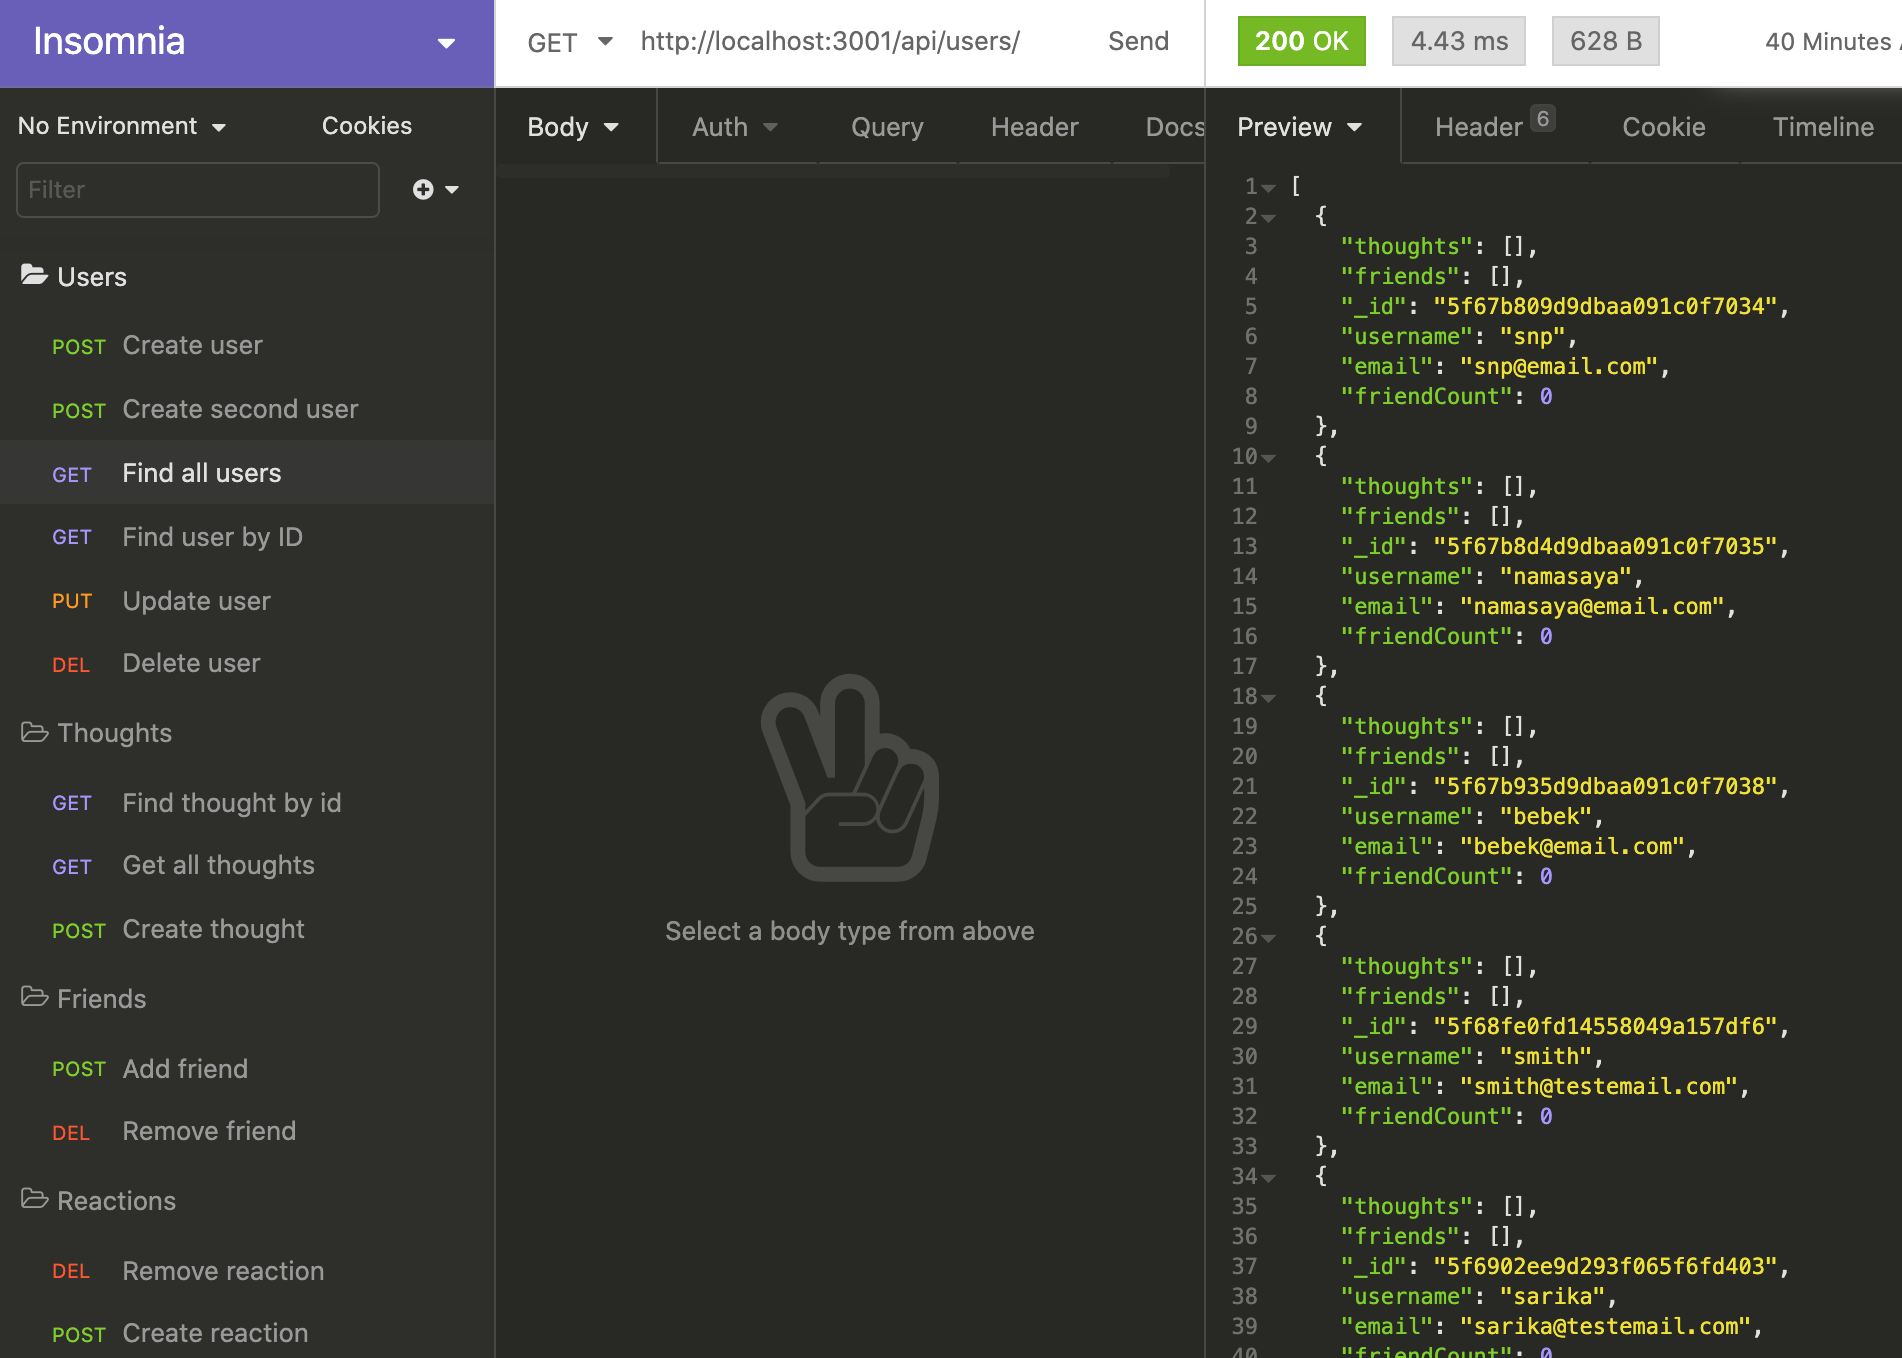 Insomnia
GET http://localhost:3001/api/users/ Send
200 OK 4.43 ms 628 B 40 Minutes
No Environment Cookies
Filter
Users
POST Create user
POST Create second user
GET Find all users
GET Find user by ID
PUT Update user
DEL Delete user
Thoughts
GET Find thought by id
GET Get all thoughts
POST Create thought
Friends
POST Add friend
DEL Remove friend
Reactions
DEL Remove reaction
POST Create reaction
Body Auth Query Header Docs
Select a body type from above
Preview Header 6 Cookie Timeline
1 [
2 {
3 "thoughts": [],
4 "friends": [],
5 "_id": "5f67b809d9dbaa091c0f7034",
6 "username": "snp",
7 "email": "snp@email.com",
8 "friendCount": 0
9 },
10 {
11 "thoughts": [],
12 "friends": [],
13 "_id": "5f67b8d4d9dbaa091c0f7035",
14 "username": "namasaya",
15 "email": "namasaya@email.com",
16 "friendCount": 0
17 },
18 {
19 "thoughts": [],
20 "friends": [],
21 "_id": "5f67b935d9dbaa091c0f7038",
22 "username": "bebek",
23 "email": "bebek@email.com",
24 "friendCount": 0
25 },
26 {
27 "thoughts": [],
28 "friends": [],
29 "_id": "5f68fe0fd14558049a157df6",
30 "username": "smith",
31 "email": "smith@testemail.com",
32 "friendCount": 0
33 },
34 {
35 "thoughts": [],
36 "friends": [],
37 "_id": "5f6902ee9d293f065f6fd403",
38 "username": "sarika",
39 "email": "sarika@testemail.com",
40 "friendCount": 0